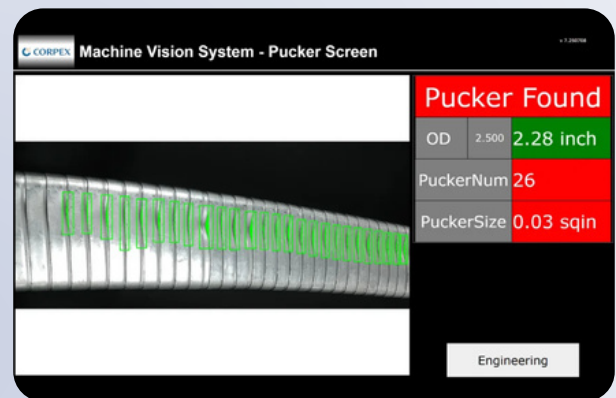 CORPEX Machine Vision System - Pucker Screen
Pucker Found
OD 2.500 2.28 inch
PuckerNum 26
PuckerSize 0.03 sqin
Engineering